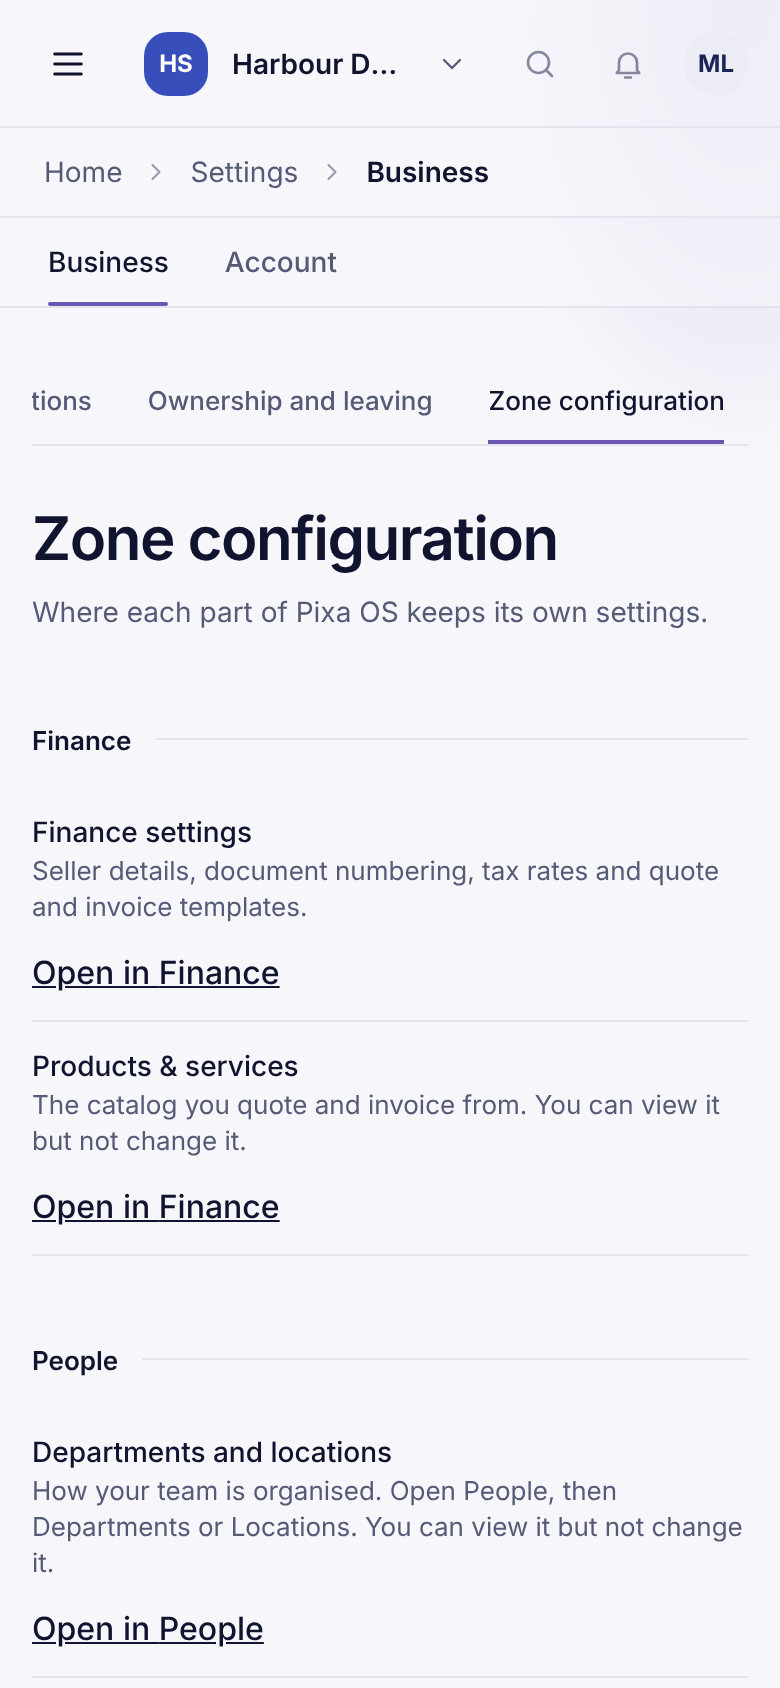 HS Harbour D... ML
Home Settings Business
Business Account
tions Ownership and leaving Zone configuration
Zone configuration
Where each part of Pixa OS keeps its own settings.
Finance
Finance settings
Seller details, document numbering, tax rates and quote
and invoice templates.
Open in Finance
Products & services
The catalog you quote and invoice from. You can view it
but not change it.
Open in Finance
People
Departments and locations
How your team is organised. Open People, then
Departments or Locations. You can view it but not change
it.
Open in People